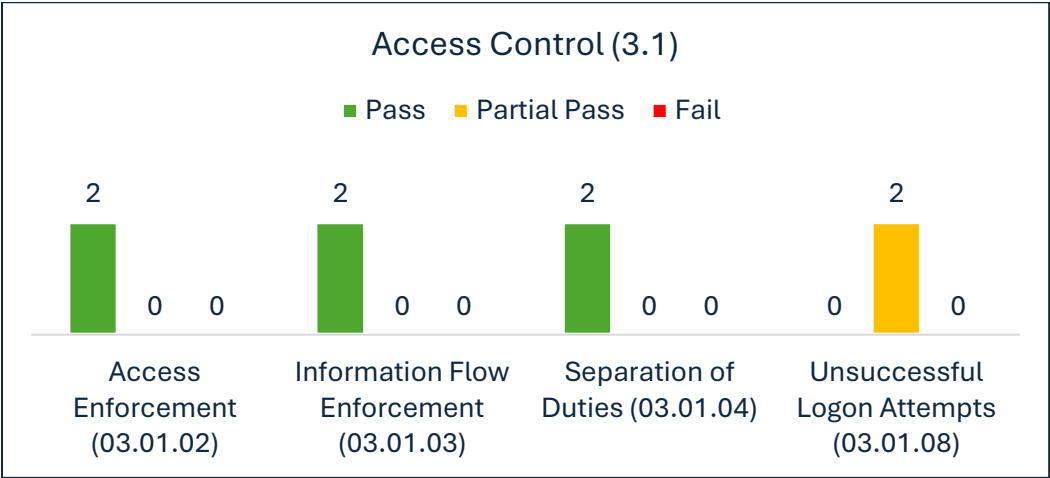 Access Control (3.1)
Pass Partial Pass Fail
2 0 0 2 0 0 2 0 0 0 2 0
Access
Enforcement
(03.01.02)
Information Flow
Enforcement
(03.01.03)
Separation of
Duties (03.01.04)
Unsuccessful
Logon Attempts
(03.01.08)